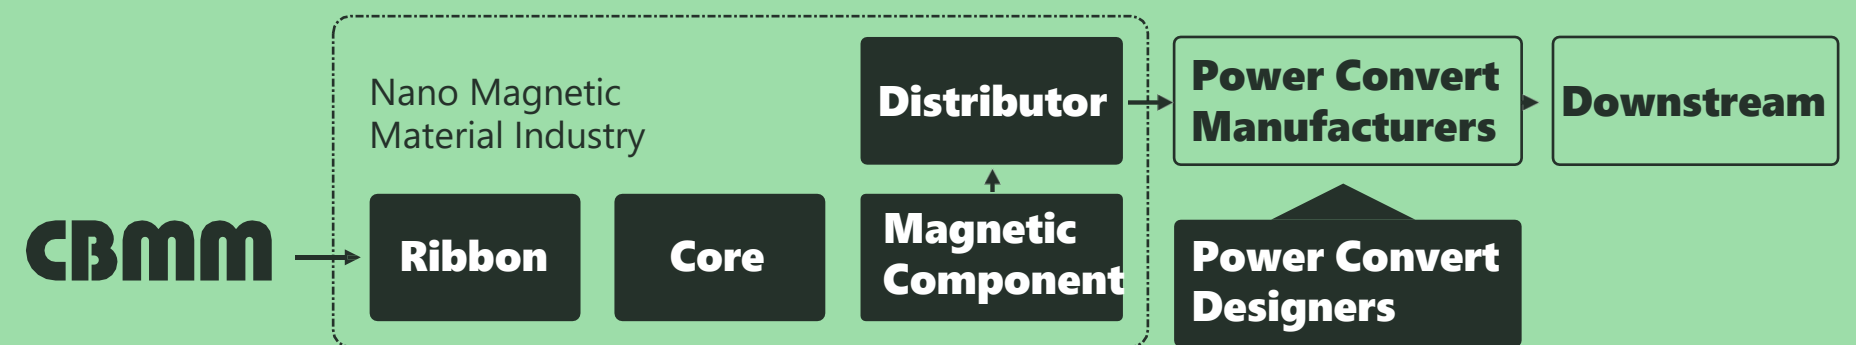 Nano Magnetic
Material Industry
Distributor
Power Convert
Manufacturers
Downstream
CBMM
Ribbon
Core
Magnetic
Component
Power Convert
Designers